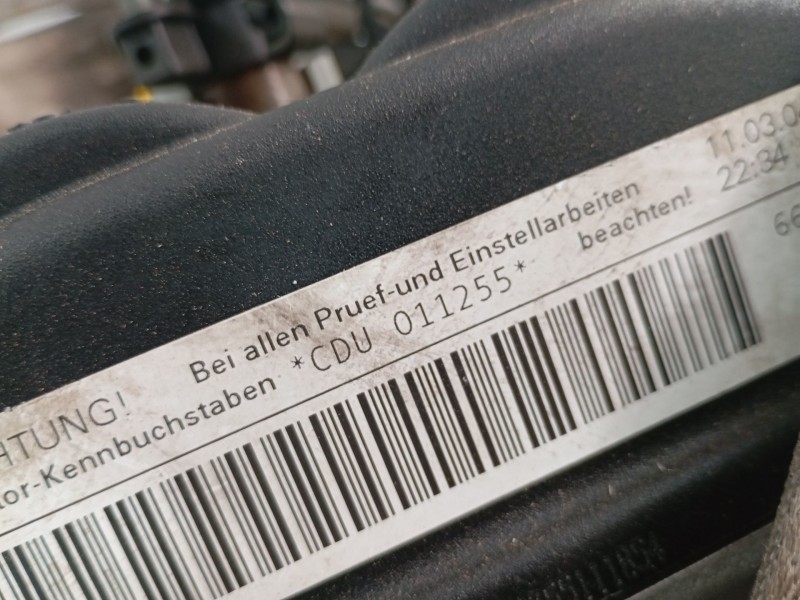 HTUNG! Bei allen Pruef-und Einstellarbeiten 11.03.0
tor-Kennbuchstaben *CDU 011255* beachten! 22:34
66